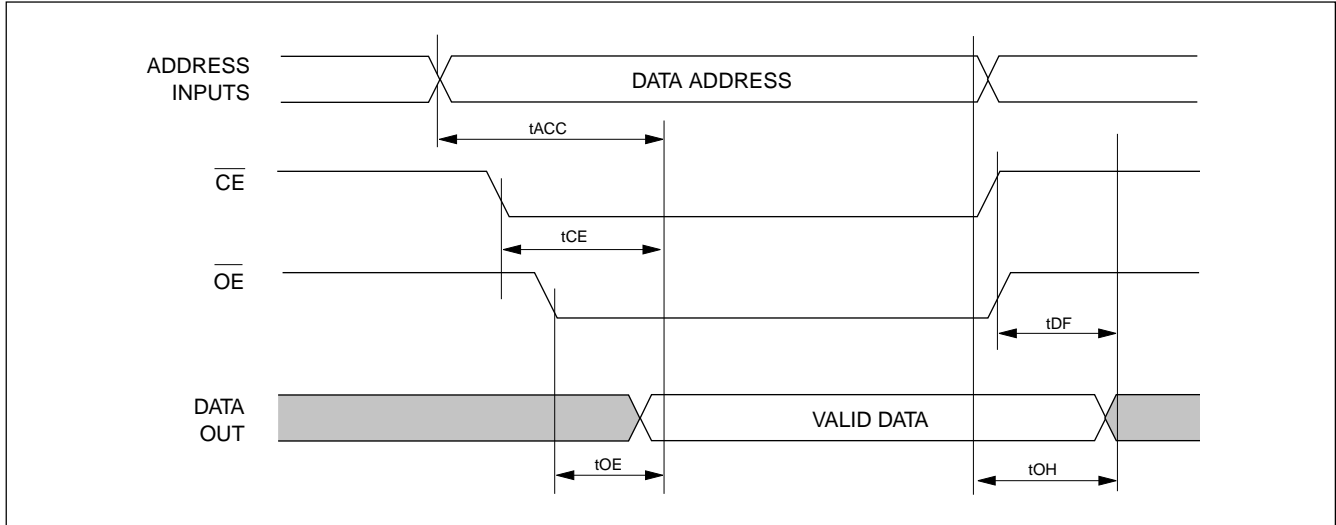 ADDRESS
INPUTS
DATA ADDRESS
tACC
CE
tCE
OE
tDF
DATA
OUT
VALID DATA
tOE
tOH